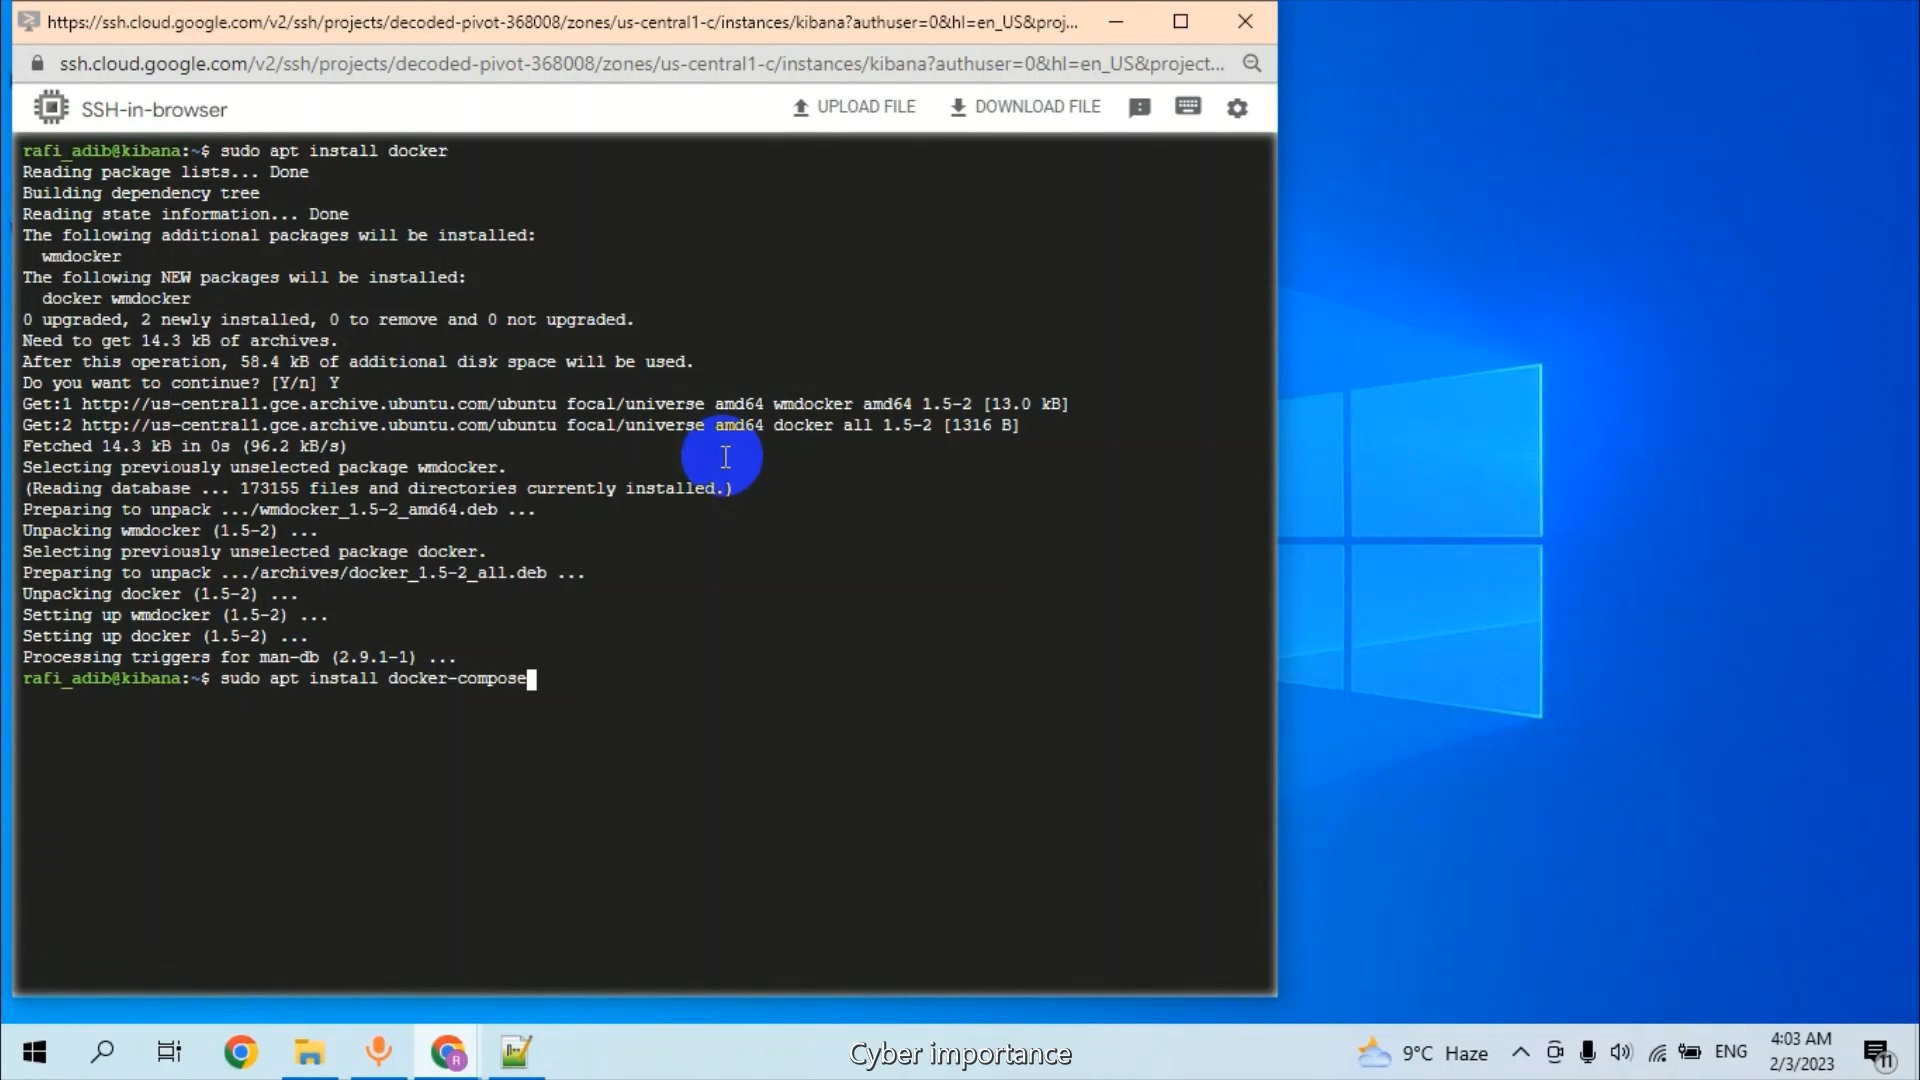 https://ssh.cloud.google.com/v2/ssh/projects/decoded-pivot-368008/zones/us-central1-c/instances/kibana?authuser=0&hl=en_US&proj...
ssh.cloud.google.com/v2/ssh/projects/decoded-pivot-368008/zones/us-central1-c/instances/kibana?authuser=0&hl=en_US&project...
SSH-in-browser
UPLOAD FILE
DOWNLOAD FILE
rafi_adib@kibana:~$ sudo apt install docker
Reading package lists... Done
Building dependency tree
Reading state information... Done
The following additional packages will be installed:
  wmdocker
The following NEW packages will be installed:
  docker wmdocker
0 upgraded, 2 newly installed, 0 to remove and 0 not upgraded.
Need to get 14.3 kB of archives.
After this operation, 58.4 kB of additional disk space will be used.
Do you want to continue? [Y/n] Y
Get:1 http://us-central1.gce.archive.ubuntu.com/ubuntu focal/universe amd64 wmdocker amd64 1.5-2 [13.0 kB]
Get:2 http://us-central1.gce.archive.ubuntu.com/ubuntu focal/universe amd64 docker all 1.5-2 [1316 B]
Fetched 14.3 kB in 0s (96.2 kB/s)
Selecting previously unselected package wmdocker.
(Reading database ... 173155 files and directories currently installed.)
Preparing to unpack .../wmdocker_1.5-2_amd64.deb ...
Unpacking wmdocker (1.5-2) ...
Selecting previously unselected package docker.
Preparing to unpack .../archives/docker_1.5-2_all.deb ...
Unpacking docker (1.5-2) ...
Setting up wmdocker (1.5-2) ...
Setting up docker (1.5-2) ...
Processing triggers for man-db (2.9.1-1) ...
rafi_adib@kibana:~$ sudo apt install docker-compose
R
Cyber importance
9°C Haze
ENG
4:03 AM
2/3/2023
11